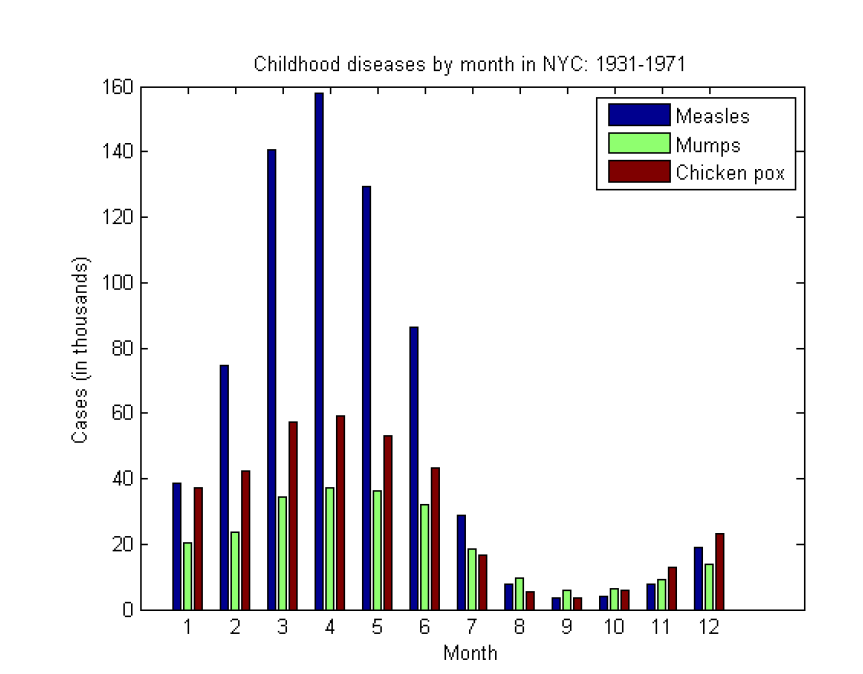 Childhood diseases by month in NYC: 1931-1971
160
140
120
100
80
60
40
20
0
Cases (in thousands)
Measles
Mumps
Chicken pox
1 2 3 4 5 6 7 8 9 10 11 12
Month